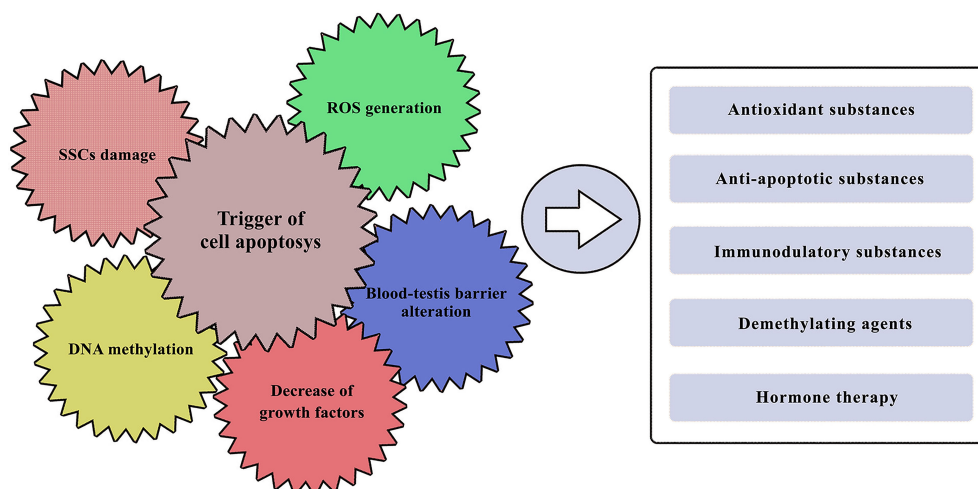 ROS generation
SSCs damage
Trigger of
cell apoptosys
Blood-testis barrier
alteration
DNA methylation
Decrease of
growth factors
Antioxidant substances
Anti-apoptotic substances
Immunodulatory substances
Demethylating agents
Hormone therapy